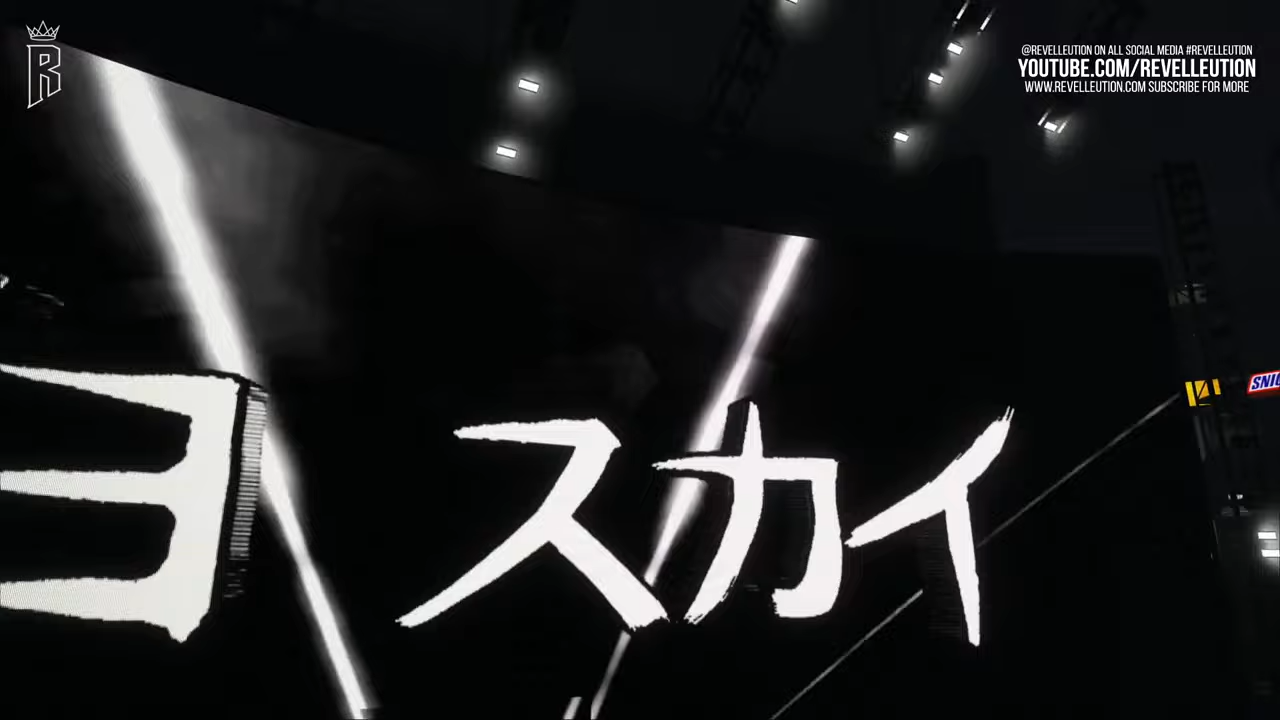 R
@REVELLEUTION ON ALL SOCIAL MEDIA #REVELLEUTION
YOUTUBE.COM/REVELLEUTION
WWW.REVELLEUTION.COM SUBSCRIBE FOR MORE
SNIC
ヨ スカイ